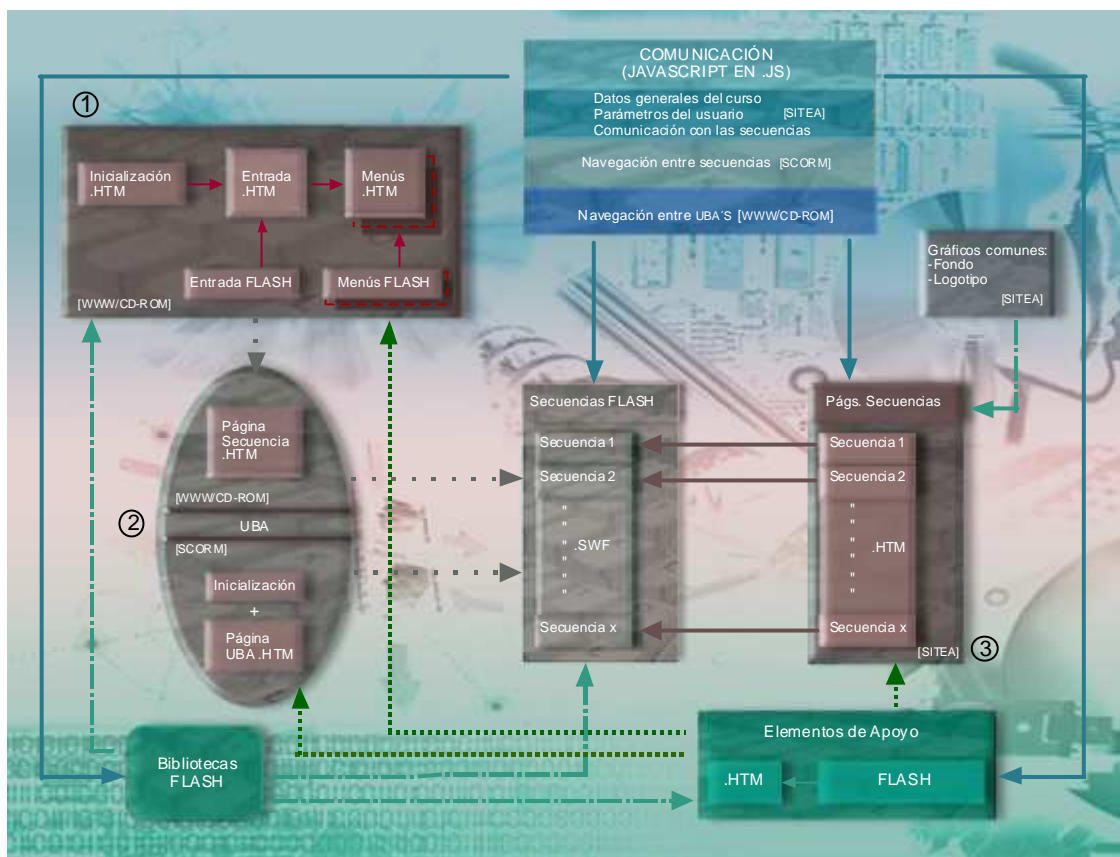 COMUNICACIÓN
(JAVASCRIPT EN .JS)
Datos generales del curso
Parámetros del usuario [SITEA]
Comunicación con las secuencias
Navegación entre secuencias [SCORM]
Navegación entre UBA´S [WWW/CD-ROM]
1
Inicialización
.HTM
Entrada
.HTM
Menús
.HTM
Entrada FLASH
Menús FLASH
[WWW/CD-ROM]
Gráficos comunes:
-Fondo
-Logotipo
[SITEA]
2
Página
Secuencia
.HTM
[WWW/CD-ROM]
UBA
[SCORM]
Inicialización
+
Página
UBA .HTM
Secuencias FLASH
Secuencia 1
Secuencia 2
"
"
" .SWF
"
"
"
Secuencia x
Págs. Secuencias
Secuencia 1
Secuencia 2
"
"
" .HTM
"
"
"
Secuencia x
[SITEA]
3
Bibliotecas
FLASH
Elementos de Apoyo
.HTM
FLASH